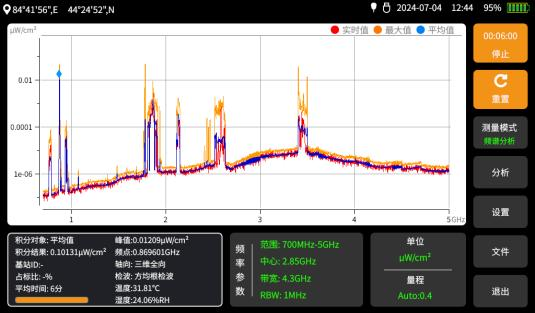 84°41'56",E 44°24'52",N 2024-07-04 12:44 95%
μW/cm² 实时值 最大值 平均值
0.01
0.0001
1e-06
1 2 3 4 5GHz
00:06:00
停止
重置
测量模式
频谱分析
分析
设置
文件
退出
积分对象: 平均值
积分结果: 0.10131μW/cm²
基站ID:-
占标比: -%
平均时间: 6分
峰值:0.01209μW/cm²
频点:0.869601GHz
轴向: 三维全向
检波: 方均根检波
温度:31.81°C
湿度:24.06%RH
频率参数
范围: 700MHz-5GHz
中心: 2.85GHz
带宽: 4.3GHz
RBW: 1MHz
单位
μW/cm²
量程
Auto:0.4